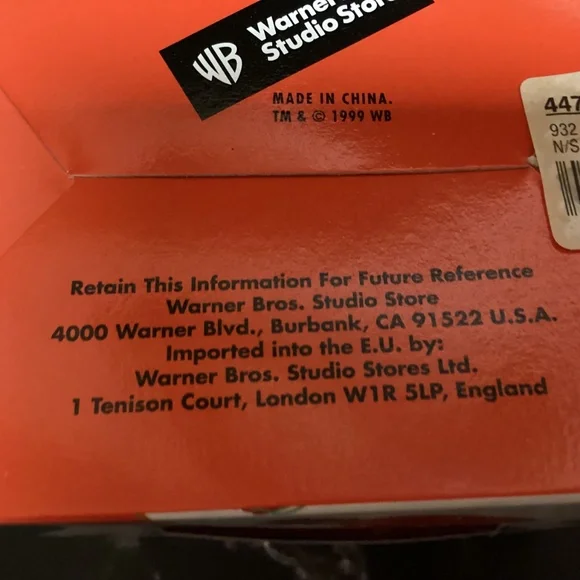 WB
Warner
Studio Store
MADE IN CHINA.
TM & © 1999 WB
447
932
N/S
Retain This Information For Future Reference
Warner Bros. Studio Store
4000 Warner Blvd., Burbank, CA 91522 U.S.A.
Imported into the E.U. by:
Warner Bros. Studio Stores Ltd.
1 Tenison Court, London W1R 5LP, England